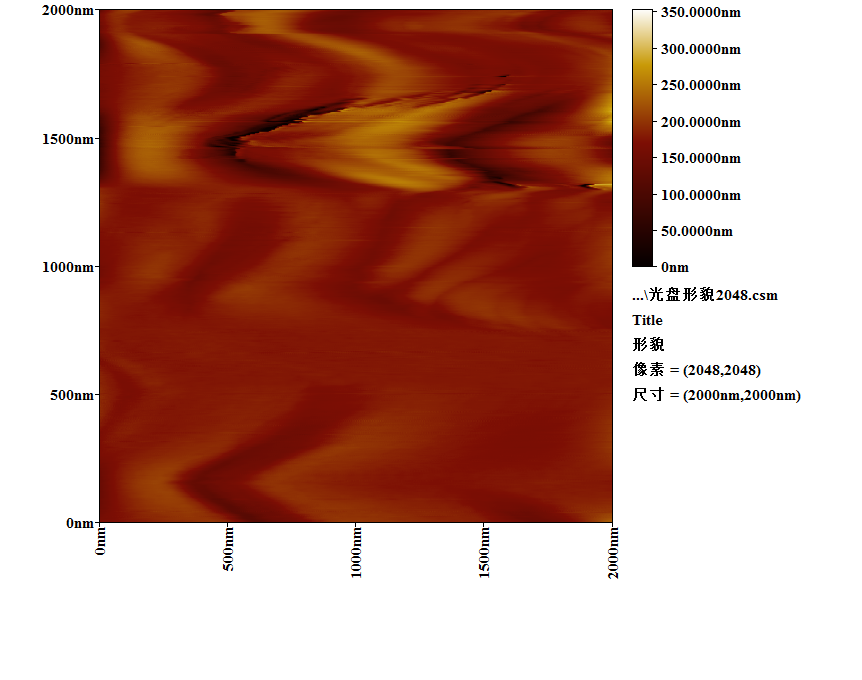 2000nm
1500nm
1000nm
500nm
0nm
0nm
500nm
1000nm
1500nm
2000nm
350.0000nm
300.0000nm
250.0000nm
200.0000nm
150.0000nm
100.0000nm
50.0000nm
0nm
...\光盘形貌2048.csm
Title
形貌
像素 = (2048,2048)
尺寸 = (2000nm,2000nm)